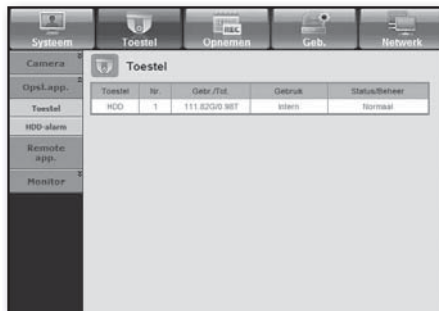 REC
Systeem Toestel Opnemen Geb. Netwerk
Camera
Opsl.app.
Toestel
HDD-alarm
Remote
app.
Monitor
Toestel
Toestel Nr. Gebr./Tot. Gebruik Status/Beheer
HDD 1 111.82G/0.98T Intern Normaal